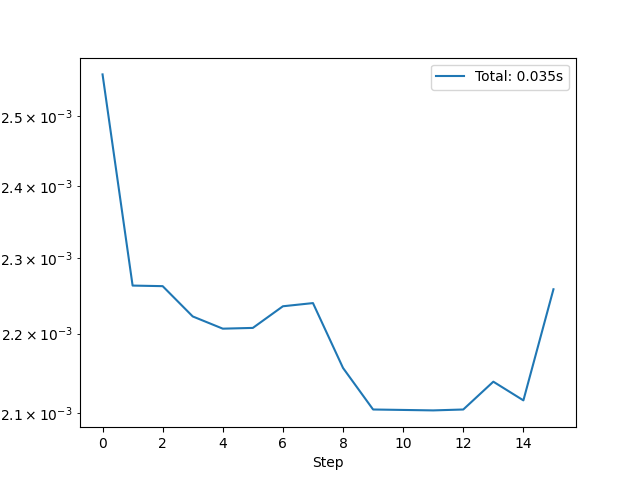 Total: 0.035s
2.5 × 10⁻³
2.4 × 10⁻³
2.3 × 10⁻³
2.2 × 10⁻³
2.1 × 10⁻³
0 2 4 6 8 10 12 14
Step